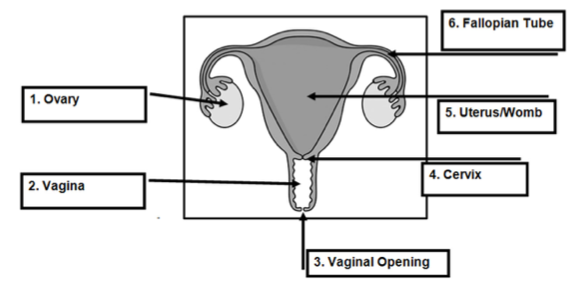 6. Fallopian Tube
1. Ovary
5. Uterus/Womb
2. Vagina
4. Cervix
3. Vaginal Opening